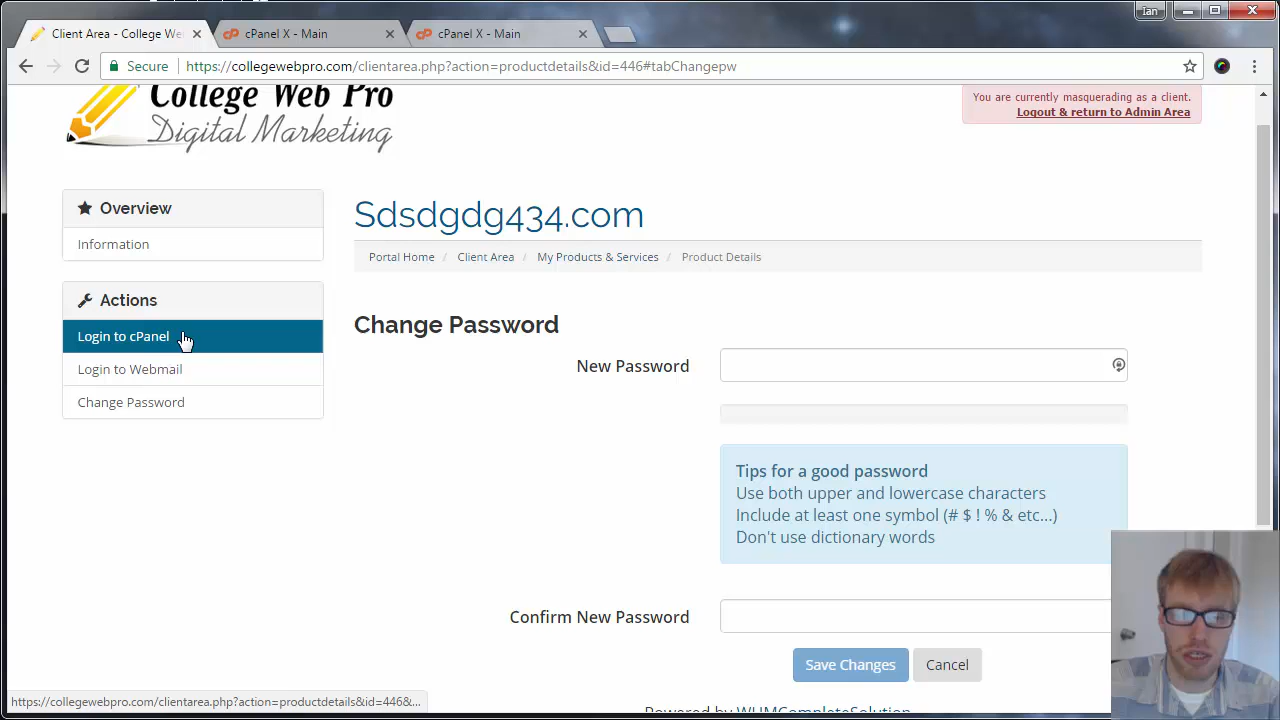 Ian
Client Area - College We
cPanel X - Main
cPanel X - Main
Secure
https://collegewebpro.com/clientarea.php?action=productdetails&id=446#tabChangepw
College Web Pro
Digital Marketing
You are currently masquerading as a client.
Logout & return to Admin Area
Overview
Information
Actions
Login to cPanel
Login to Webmail
Change Password
Sdsdgdg434.com
Portal Home / Client Area / My Products & Services / Product Details
Change Password
New Password
Tips for a good password
Use both upper and lowercase characters
Include at least one symbol (# $ ! % & etc...)
Don't use dictionary words
Confirm New Password
Save Changes
Cancel
Powered by WHMCompleteSolution
https://collegewebpro.com/clientarea.php?action=productdetails&id=446&...